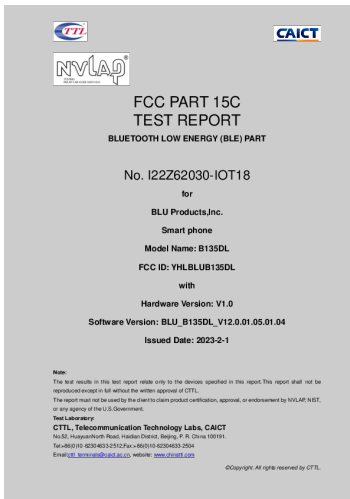 CTTL
CAICT
NVLAP®
FCC PART 15C
TEST REPORT
BLUETOOTH LOW ENERGY (BLE) PART
No. I22Z62030-IOT18
for
BLU Products,Inc.
Smart phone
Model Name: B135DL
FCC ID: YHLBLUB135DL
with
Hardware Version: V1.0
Software Version: BLU_B135DL_V12.0.01.05.01.04
Issued Date: 2023-2-1
Note:
The test results in this test report relate only to the devices specified in this report.This report shall not be
reproduced except in full without the written approval of CTTL.
The report must not be used by the client to claim product certification, approval, or endorsement by NVLAP, NIST,
or any agency of the U.S.Government.
Test Laboratory:
CTTL, Telecommunication Technology Labs, CAICT
No.52, HuayuanNorth Road, Haidian District, Beijing, P. R. China 100191.
Tel:+86(0)10-62304633-2512,Fax:+86(0)10-62304633-2504
Email:cttl_terminals@caict.ac.cn, website: www.chinattl.com
©Copyright. All rights reserved by CTTL.